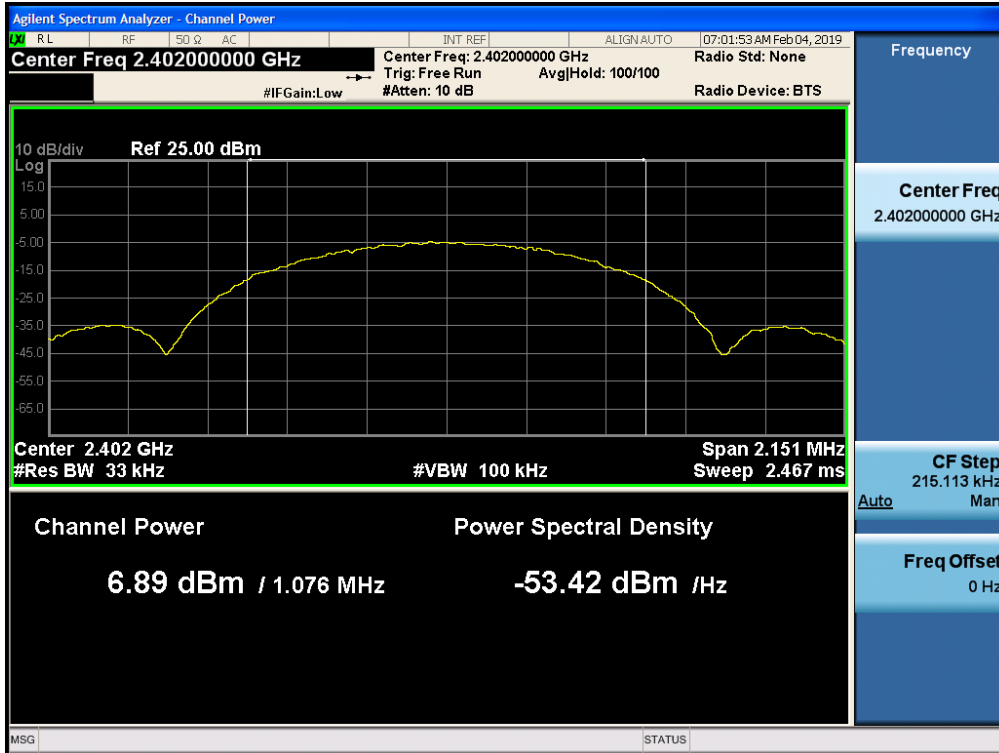 Agilent Spectrum Analyzer - Channel Power
LXI RL RF 50 Ω AC INT REF ALIGN AUTO 07:01:53 AM Feb 04, 2019
Center Freq 2.402000000 GHz
Center Freq: 2.402000000 GHz
Radio Std: None
Trig: Free Run Avg|Hold: 100/100
#IFGain:Low
#Atten: 10 dB
Radio Device: BTS
10 dB/div Ref 25.00 dBm
Log
15.0
5.00
-5.00
-15.0
-25.0
-35.0
-45.0
-55.0
-65.0
Center 2.402 GHz Span 2.151 MHz
#Res BW 33 kHz #VBW 100 kHz Sweep 2.467 ms
Channel Power Power Spectral Density
6.89 dBm / 1.076 MHz -53.42 dBm /Hz
Frequency
Center Freq
2.402000000 GHz
CF Step
215.113 kHz
Auto Man
Freq Offset
0 Hz
MSG STATUS